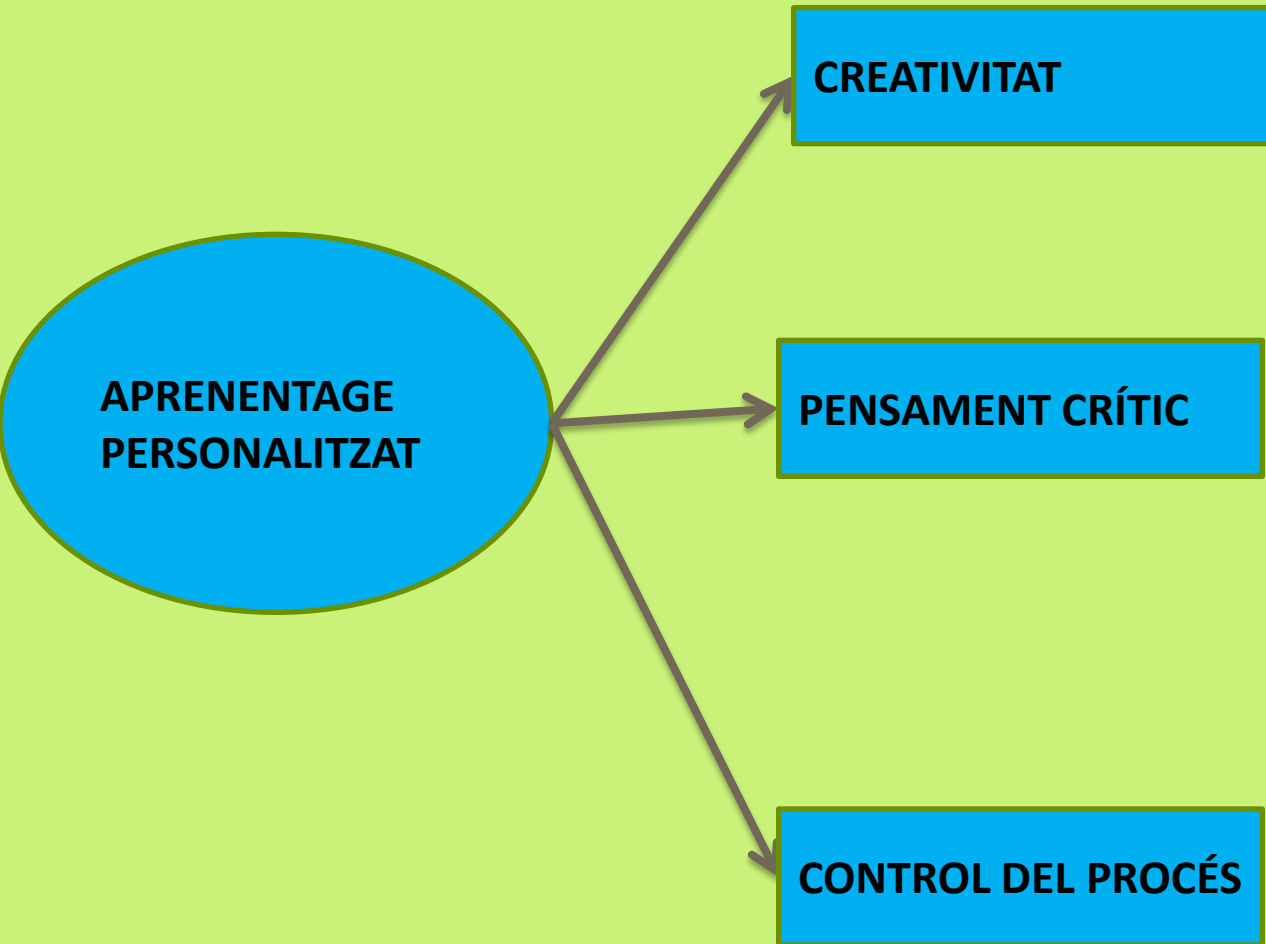 CREATIVITAT
APRENENTAGE
PERSONALITZAT
PENSAMENT CRÍTIC
CONTROL DEL PROCÉS